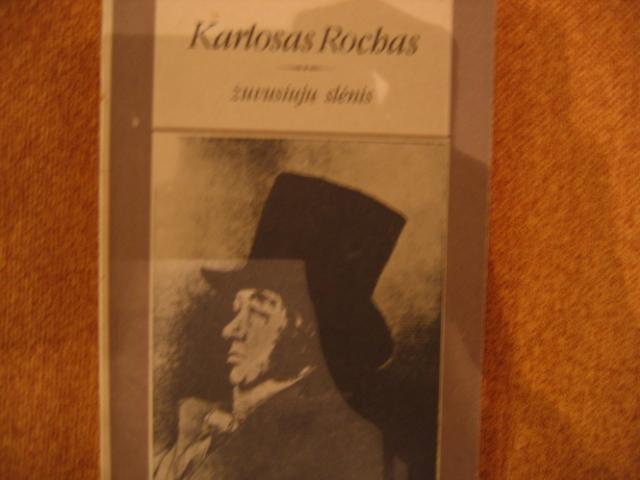 Karlosas Rochas
žuvusiųjų slėnis